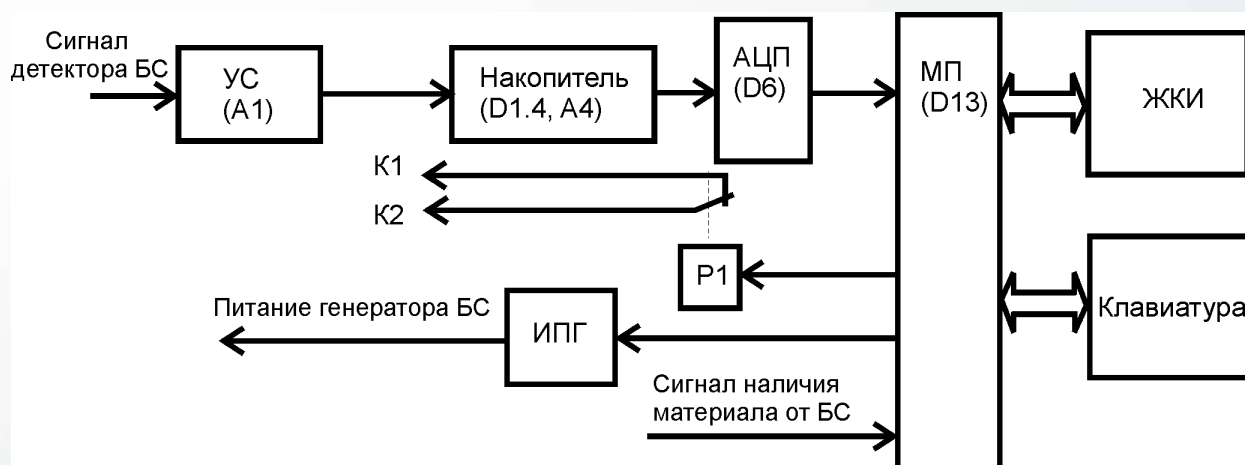 Сигнал
детектора БС
УС
(А1)
Накопитель
(D1.4, А4)
АЦП
(D6)
МП
(D13)
ЖКИ
К1
К2
Р1
Клавиатура
Питание генератора БС
ИПГ
Сигнал наличия
материала от БС